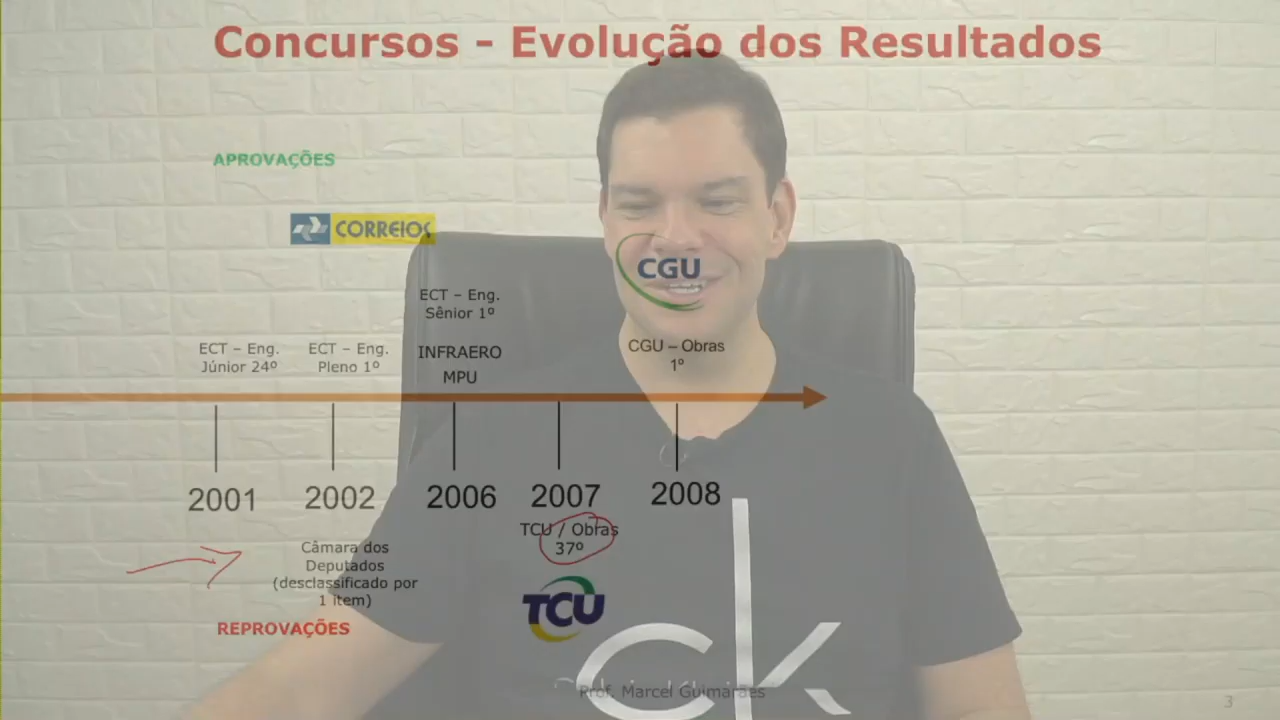 Concursos - Evolução dos Resultados
APROVAÇÕES
CORREIOS
CGU
ECT – Eng.
Sênior 1º
ECT – Eng.
Júnior 24º
ECT – Eng.
Pleno 1º
INFRAERO
MPU
CGU – Obras
1º
2001
2002
2006
2007
2008
TCU / Obras
37º
Câmara dos
Deputados
(desclassificado por
1 item)
TCU
REPROVAÇÕES
ck
Prof. Marcel Guimarães
3